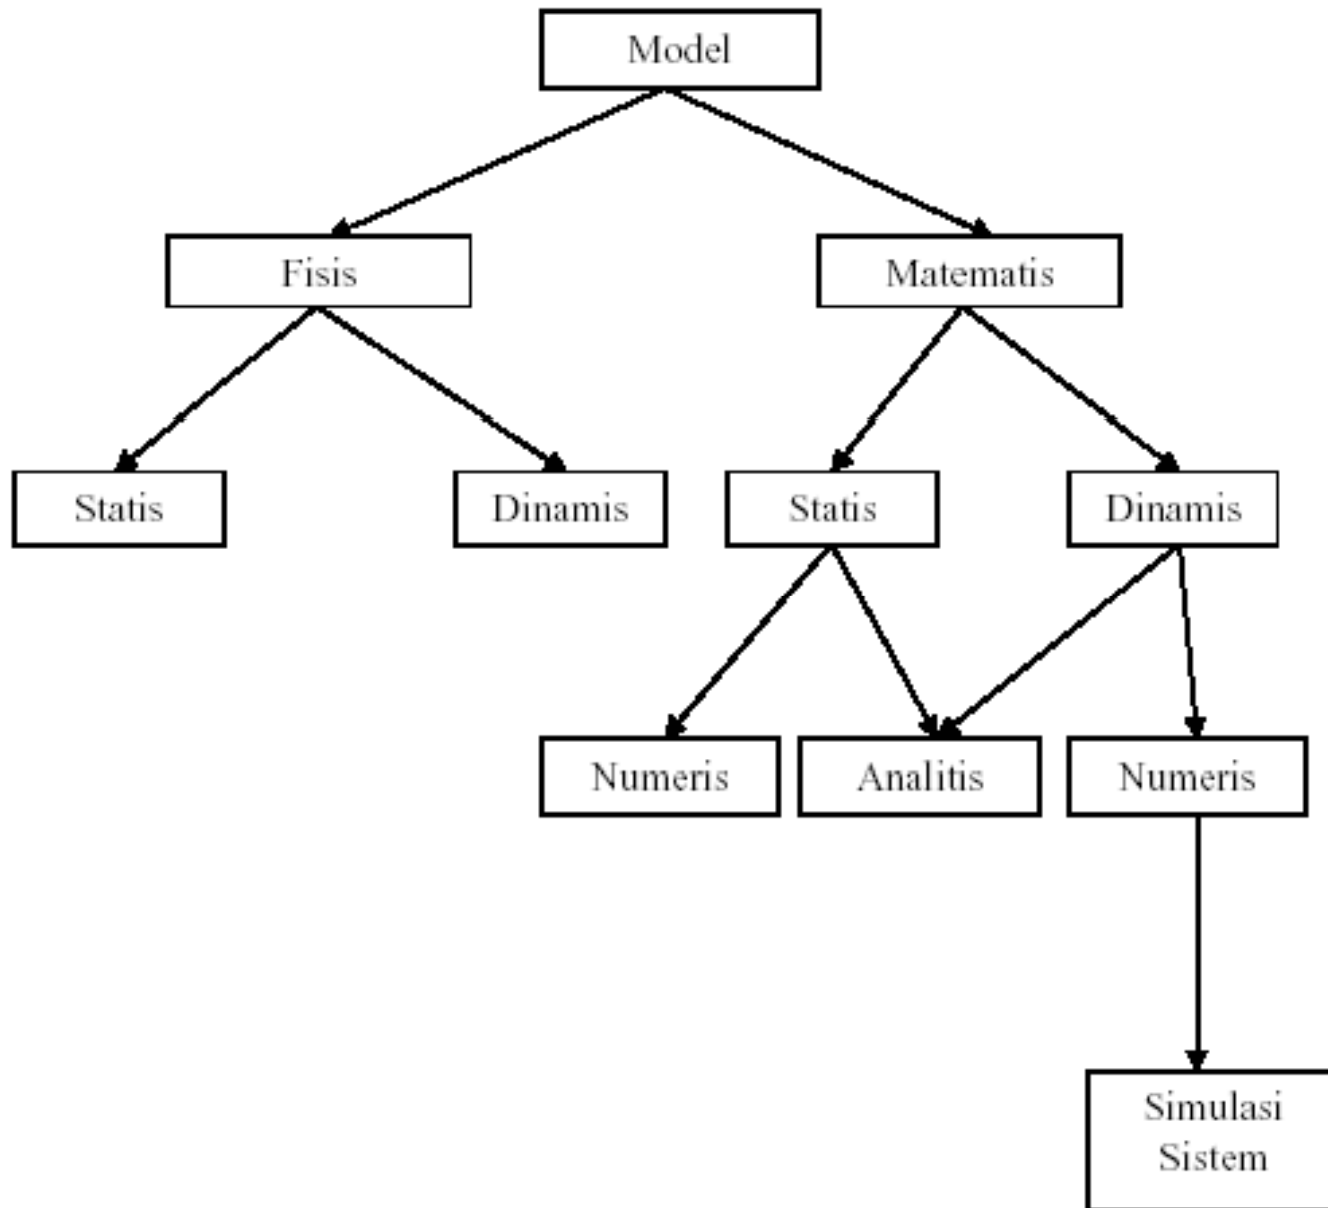 Model
Fisis
Matematis
Statis
Dinamis
Statis
Dinamis
Numeris
Analitis
Numeris
Simulasi
Sistem